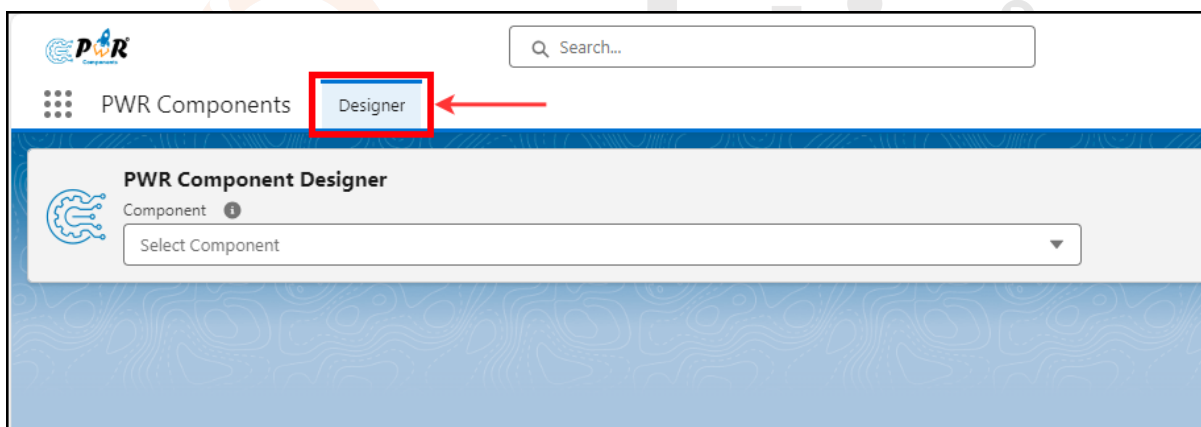 PWR
Components
Search...
PWR Components
Designer
PWR Component Designer
Component
Select Component